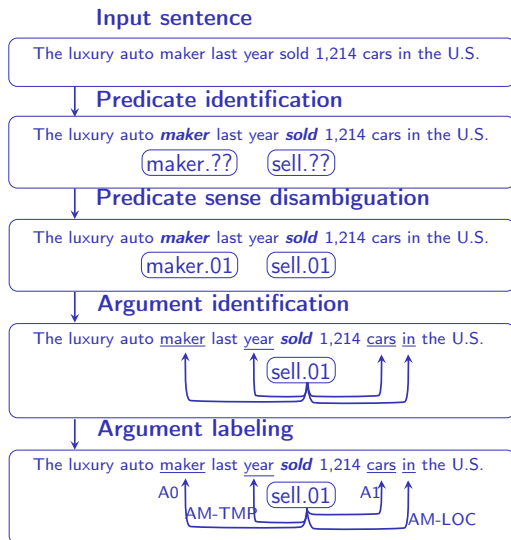 Input sentence
The luxury auto maker last year sold 1,214 cars in the U.S.
Predicate identification
The luxury auto maker last year sold 1,214 cars in the U.S.
maker.?? sell.??
Predicate sense disambiguation
The luxury auto maker last year sold 1,214 cars in the U.S.
maker.01 sell.01
Argument identification
The luxury auto maker last year sold 1,214 cars in the U.S.
sell.01
Argument labeling
The luxury auto maker last year sold 1,214 cars in the U.S.
A0 sell.01 A1
AM-TMP AM-LOC